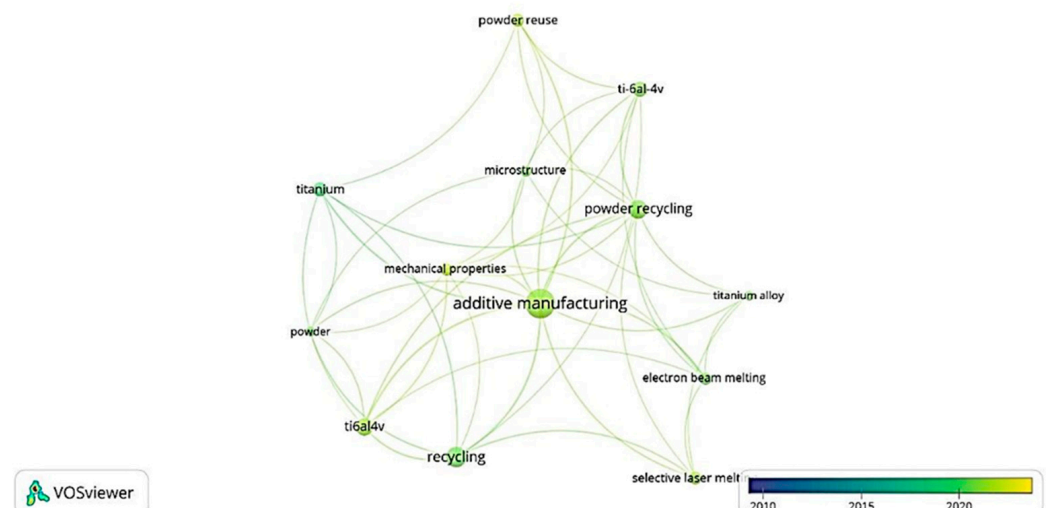 powder reuse
ti-6al-4v
microstructure
titanium
powder recycling
mechanical properties
titanium alloy
additive manufacturing
powder
electron beam melting
ti6al4v
recycling
selective laser
VOSviewer
2010
2015
2020